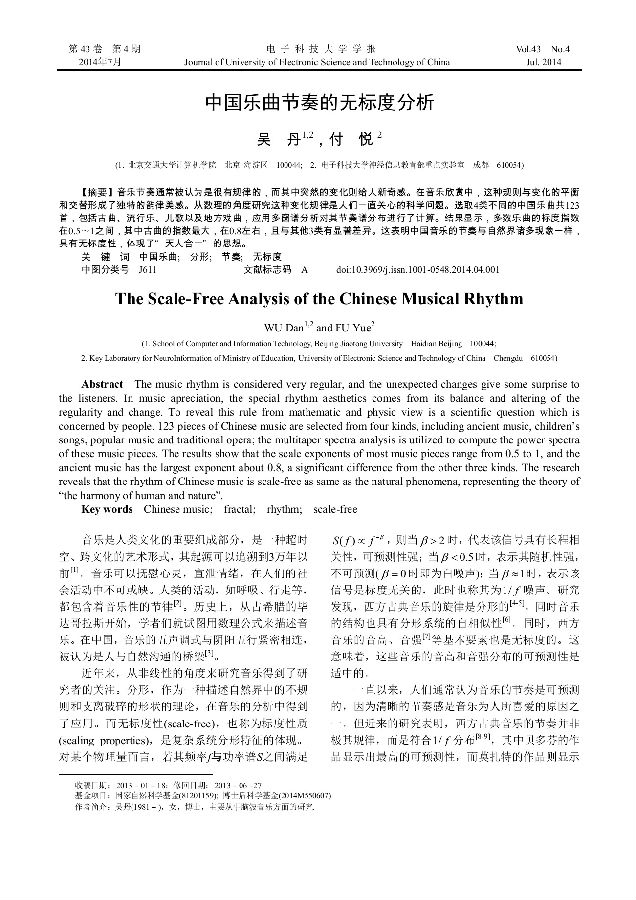 第 43 卷 第 4 期 电 子 科 技 大 学 学 报 Vol.43 No.4
2014年7月 Journal of University of Electronic Science and Technology of China Jul. 2014
中国乐曲节奏的无标度分析
吴 丹1,2，付 悦2
(1. 北京交通大学计算机学院 北京 海淀区 100044； 2. 电子科技大学神经信息教育部重点实验室 成都 610054)
【摘要】音乐节奏通常被认为是很有规律的，而其中突然的变化则给人新奇感。在音乐欣赏中，这种规则与变化的平衡
和交替形成了独特的韵律美感。从数理的角度研究这种变化规律是人们一直关心的科学问题。选取4类不同的中国乐曲共123
首，包括古曲、流行乐、儿歌以及地方戏曲，应用多窗谱分析对其节奏谱分布进行了计算。结果显示，多数乐曲的标度指数
在0.5~1之间，其中古曲的指数最大，在0.8左右，且与其他3类有显著差异。这表明中国音乐的节奏与自然界诸多现象一样，
具有无标度性，体现了“天人合一”的思想。
关 键 词 中国乐曲； 分形； 节奏； 无标度
中图分类号 J611 文献标志码 A doi:10.3969/j.issn.1001-0548.2014.04.001
The Scale-Free Analysis of the Chinese Musical Rhythm
WU Dan1,2 and FU Yue2
(1. School of Computer and Information Technology, Beijing Jiaotong University Haidian Beijing 100044;
2. Key Laboratory for NeuroInformation of Ministry of Education, University of Electronic Science and Technology of China Chengdu 610054)
Abstract The music rhythm is considered very regular, and the unexpected changes give some surprise to
the listeners. In music apreciation, the special rhythm aesthetics comes from its balance and altering of the
regularity and change. To reveal this rule from mathematic and physic view is a scientific question which is
concerned by people. 123 pieces of Chinese music are selected from four kinds, including ancient music, children’s
songs, popular music and traditional opera; the multitaper spectra analysis is utilized to compute the power spectra
of these music pieces. The results show that the scale exponents of most music pieces range from 0.5 to 1, and the
ancient music has the largest exponent about 0.8, a significant difference from the other three kinds. The research
reveals that the rhythm of Chinese music is scale-free as same as the natural phenomena, representing the theory of
“the harmony of human and nature”.
Key words Chinese music; fractal; rhythm; scale-free
音乐是人类文化的重要组成部分，是一种超时
空、跨文化的艺术形式，其起源可以追溯到3万年以
前[1]。音乐可以抚慰心灵，宣泄情绪，在人们的社
会活动中不可或缺。人类的活动，如呼吸、行走等，
都包含着音乐性的节律[2]。历史上，从古希腊的毕
达哥拉斯开始，学者们就试图用数理公式来描述音
乐。在中国，音乐的五声调式与阴阳五行紧密相连，
被认为是人与自然沟通的桥梁[3]。
近年来，从非线性的角度来研究音乐得到了研
究者的关注。分形，作为一种描述自然界中的不规
则和支离破碎的形状的理论，在音乐的分析中得到
了应用。而无标度性(scale-free)，也称为标度性质
(scaling properties)，是复杂系统分形特征的体现。
对某个物理量而言，若其频率f与功率谱S之间满足
S(f)∝f−β，则当β>2时，代表该信号具有长程相
关性，可预测性强；当β<0.5时，表示其随机性强，
不可预测(β=0时即为白噪声)；当β≈1时，表示该
信号是标度无关的，此时也称其为1/f噪声。研究
发现，西方古典音乐的旋律是分形的[4-5]，同时音乐
的结构也具有分形系统的自相似性[6]。同时，西方
音乐的音高、音强[7]等基本要素也是无标度的。这
意味着，这些音乐的音高和音强分布的可预测性是
适中的。
一直以来，人们通常认为音乐的节奏是可预测
的，因为清晰的节奏感是音乐为人所喜爱的原因之
一。但近来的研究表明，西方古典音乐的节奏并非
极其规律，而是符合1/f分布[8-9]，其中贝多芬的作
品显示出最高的可预测性，而莫扎特的作品则显示
收稿日期：2013－01－18；修回日期：2013－06－27
基金项目：国家自然科学基金(81201159)；博士后科学基金(2014M550607)
作者简介：吴丹(1981－)，女，博士，主要从事脑波音乐方面的研究.